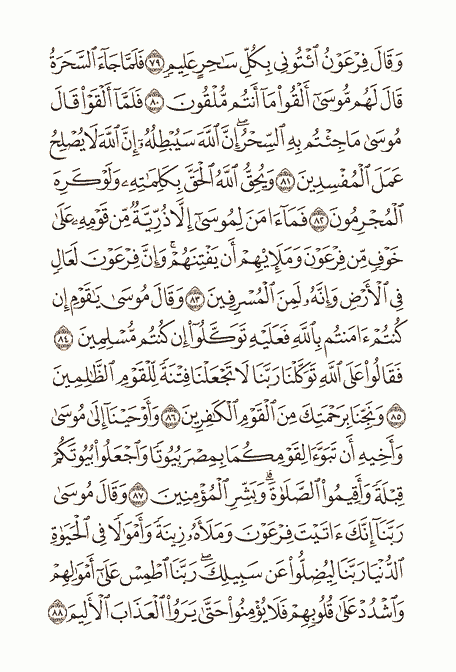 وَقَالَ فِرْعَوْنُ ٱئْتُونِى بِكُلِّ سَٰحِرٍ عَلِيمٍ ٧٩ فَلَمَّا جَآءَ ٱلسَّحَرَةُ
قَالَ لَهُم مُّوسَىٰٓ أَلْقُوا۟ مَآ أَنتُم مُّلْقُونَ ٨٠ فَلَمَّآ أَلْقَوْا۟ قَالَ
مُوسَىٰ مَا جِئْتُم بِهِ ٱلسِّحْرُ ۖ إِنَّ ٱللَّهَ سَيُبْطِلُهُۥٓ ۖ إِنَّ ٱللَّهَ لَا يُصْلِحُ
عَمَلَ ٱلْمُفْسِدِينَ ٨١ وَيُحِقُّ ٱللَّهُ ٱلْحَقَّ بِكَلِمَٰتِهِۦ وَلَوْ كَرِهَ
ٱلْمُجْرِمُونَ ٨٢ فَمَآ ءَامَنَ لِمُوسَىٰٓ إِلَّا ذُرِّيَّةٌ مِّن قَوْمِهِۦ عَلَىٰ
خَوْفٍ مِّن فِرْعَوْنَ وَمَلَإِي۟هِمْ أَن يَفْتِنَهُمْ ۚ وَإِنَّ فِرْعَوْنَ لَعَالٍ
فِى ٱلْأَرْضِ وَإِنَّهُۥ لَمِنَ ٱلْمُسْرِفِينَ ٨٣ وَقَالَ مُوسَىٰ يَٰقَوْمِ إِن
كُنتُمْ ءَامَنتُم بِٱللَّهِ فَعَلَيْهِ تَوَكَّلُوٓا۟ إِن كُنتُم مُّسْلِمِينَ ٨٤
فَقَالُوا۟ عَلَى ٱللَّهِ تَوَكَّلْنَا رَبَّنَا لَا تَجْعَلْنَا فِتْنَةً لِّلْقَوْمِ ٱلظَّٰلِمِينَ
٨٥ وَنَجِّنَا بِرَحْمَتِكَ مِنَ ٱلْقَوْمِ ٱلْكَٰفِرِينَ ٨٦ وَأَوْحَيْنَآ إِلَىٰ مُوسَىٰ
وَأَخِيهِ أَن تَبَوَّءَا لِقَوْمِكُمَا بِمِصْرَ بُيُوتًا وَٱجْعَلُوا۟ بُيُوتَكُمْ
قِبْلَةً وَأَقِيمُوا۟ ٱلصَّلَوٰةَ ۗ وَبَشِّرِ ٱلْمُؤْمِنِينَ ٨٧ وَقَالَ مُوسَىٰ
رَبَّنَآ إِنَّكَ ءَاتَيْتَ فِرْعَوْنَ وَمَلَأَهُۥ زِينَةً وَأَمْوَٰلًا فِى ٱلْحَيَوٰةِ
ٱلدُّنْيَا رَبَّنَا لِيُضِلُّوا۟ عَن سَبِيلِكَ ۖ رَبَّنَا ٱطْمِسْ عَلَىٰٓ أَمْوَٰلِهِمْ
وَٱشْدُدْ عَلَىٰ قُلُوبِهِمْ فَلَا يُؤْمِنُوا۟ حَتَّىٰ يَرَوُا۟ ٱلْعَذَابَ ٱلْأَلِيمَ ٨٨